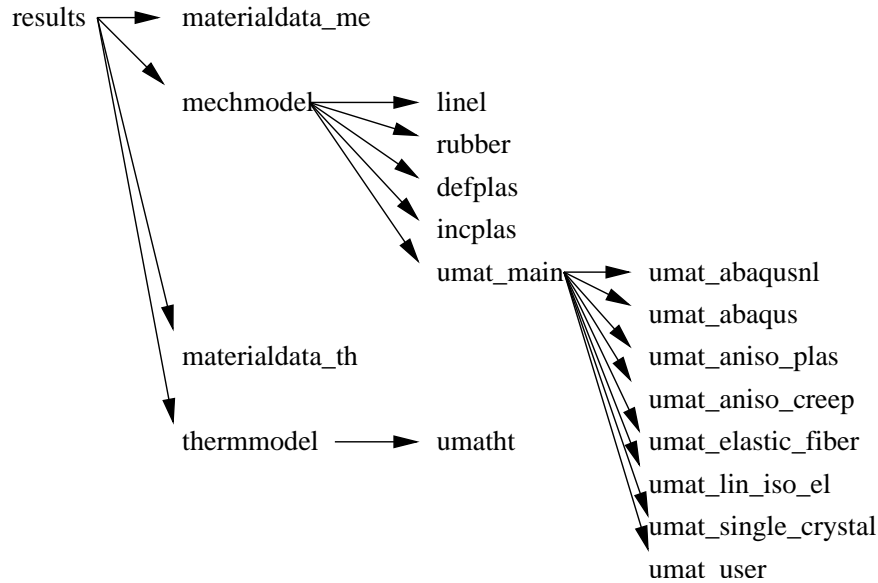 results
materialdata_me
mechmodel
linel
rubber
defplas
incplas
umat_main
umat_abaqusnl
umat_abaqus
umat_aniso_plas
umat_aniso_creep
umat_elastic_fiber
umat_lin_iso_el
umat_single_crystal
umat_user
materialdata_th
thermmodel
umatht